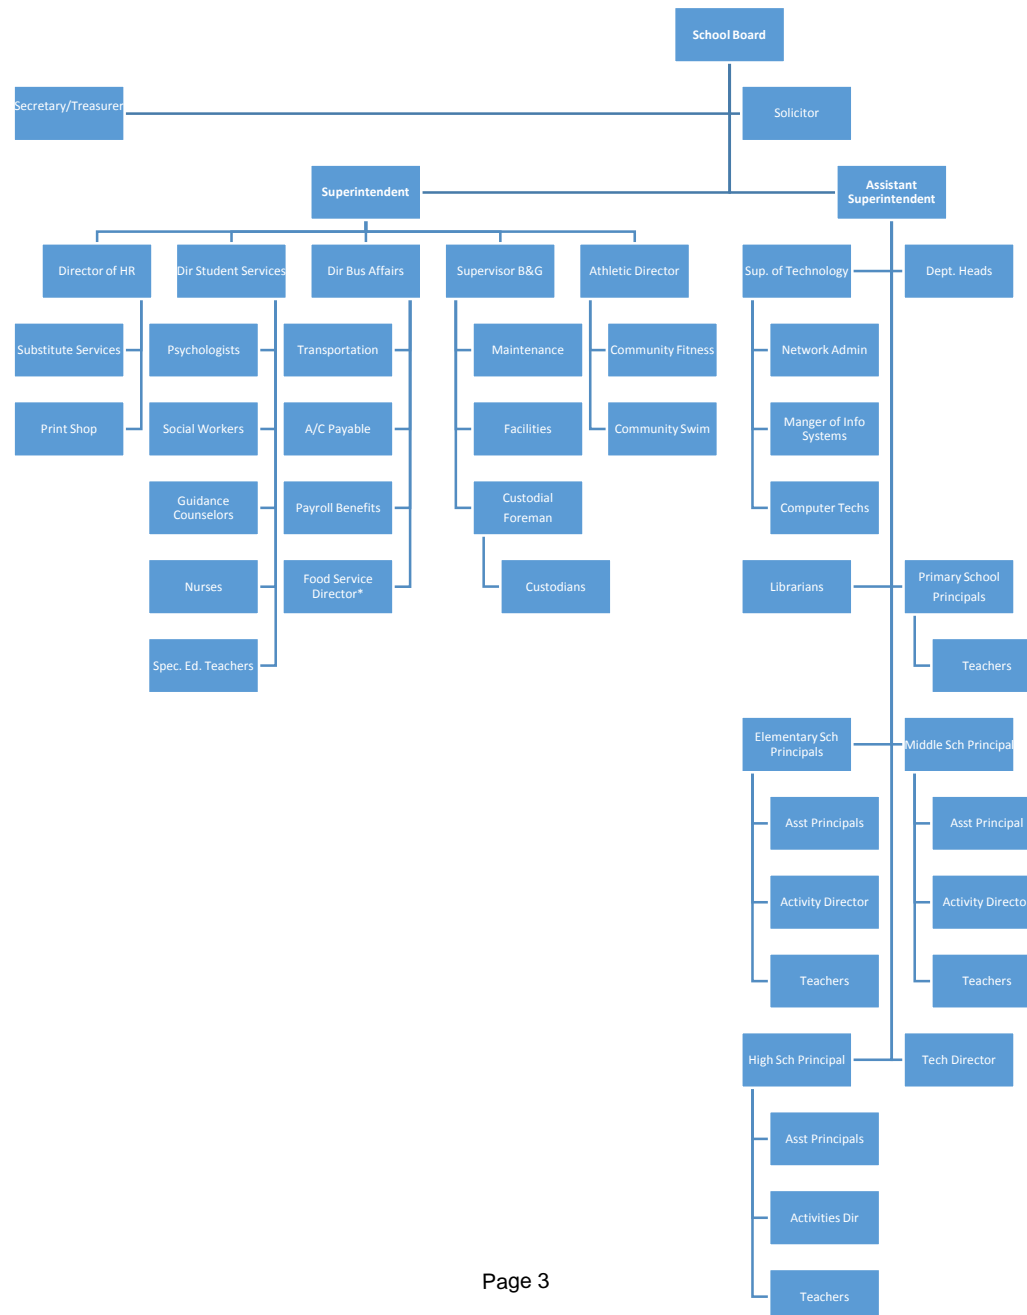 School Board
Secretary/Treasurer
Solicitor
Superintendent
Assistant
Superintendent
Director of HR
Dir Student Services
Dir Bus Affairs
Supervisor B&G
Athletic Director
Sup. of Technology
Dept. Heads
Substitute Services
Psychologists
Transportation
Maintenance
Community Fitness
Network Admin
Print Shop
Social Workers
A/C Payable
Facilities
Community Swim
Manger of Info
Systems
Guidance
Counselors
Payroll Benefits
Custodial
Foreman
Computer Techs
Nurses
Food Service
Director*
Custodians
Librarians
Primary School
Principals
Spec. Ed. Teachers
Teachers
Elementary Sch
Principals
Middle Sch Principal
Asst Principals
Asst Principal
Activity Director
Activity Directo
Teachers
Teachers
High Sch Principal
Tech Director
Asst Principals
Activities Dir
Teachers
Page 3